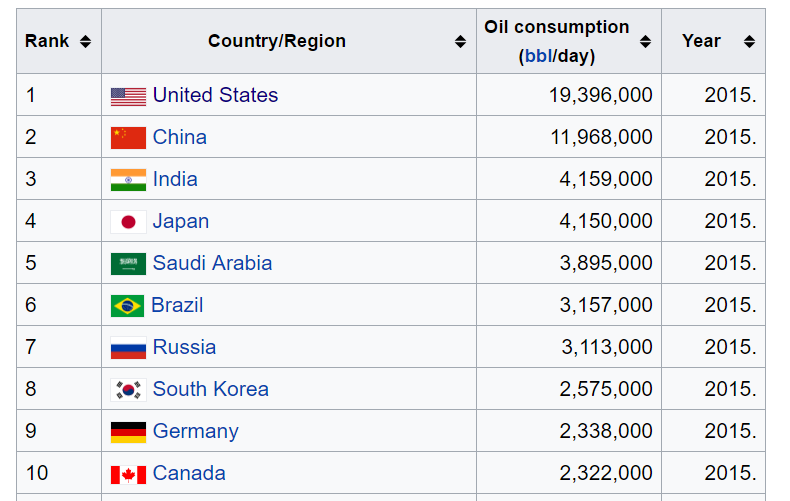 Rank Country/Region Oil consumption (bbl/day) Year
1 United States 19,396,000 2015.
2 China 11,968,000 2015.
3 India 4,159,000 2015.
4 Japan 4,150,000 2015.
5 Saudi Arabia 3,895,000 2015.
6 Brazil 3,157,000 2015.
7 Russia 3,113,000 2015.
8 South Korea 2,575,000 2015.
9 Germany 2,338,000 2015.
10 Canada 2,322,000 2015.